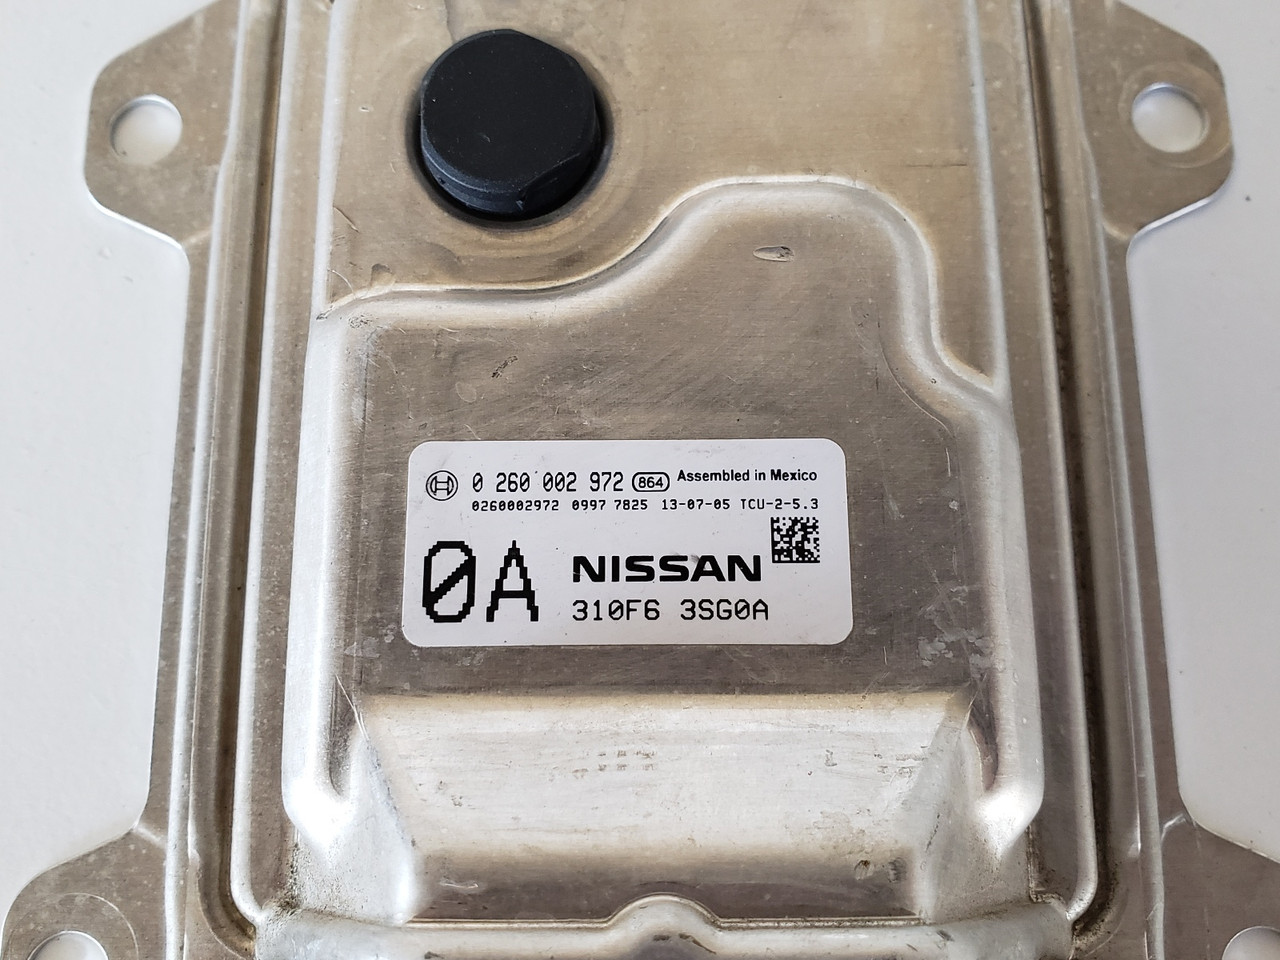 0 260 002 972 864 Assembled in Mexico
0260002972 0997 7825 13-07-05 TCU-2-5.3
0A NISSAN
310F6 3SG0A